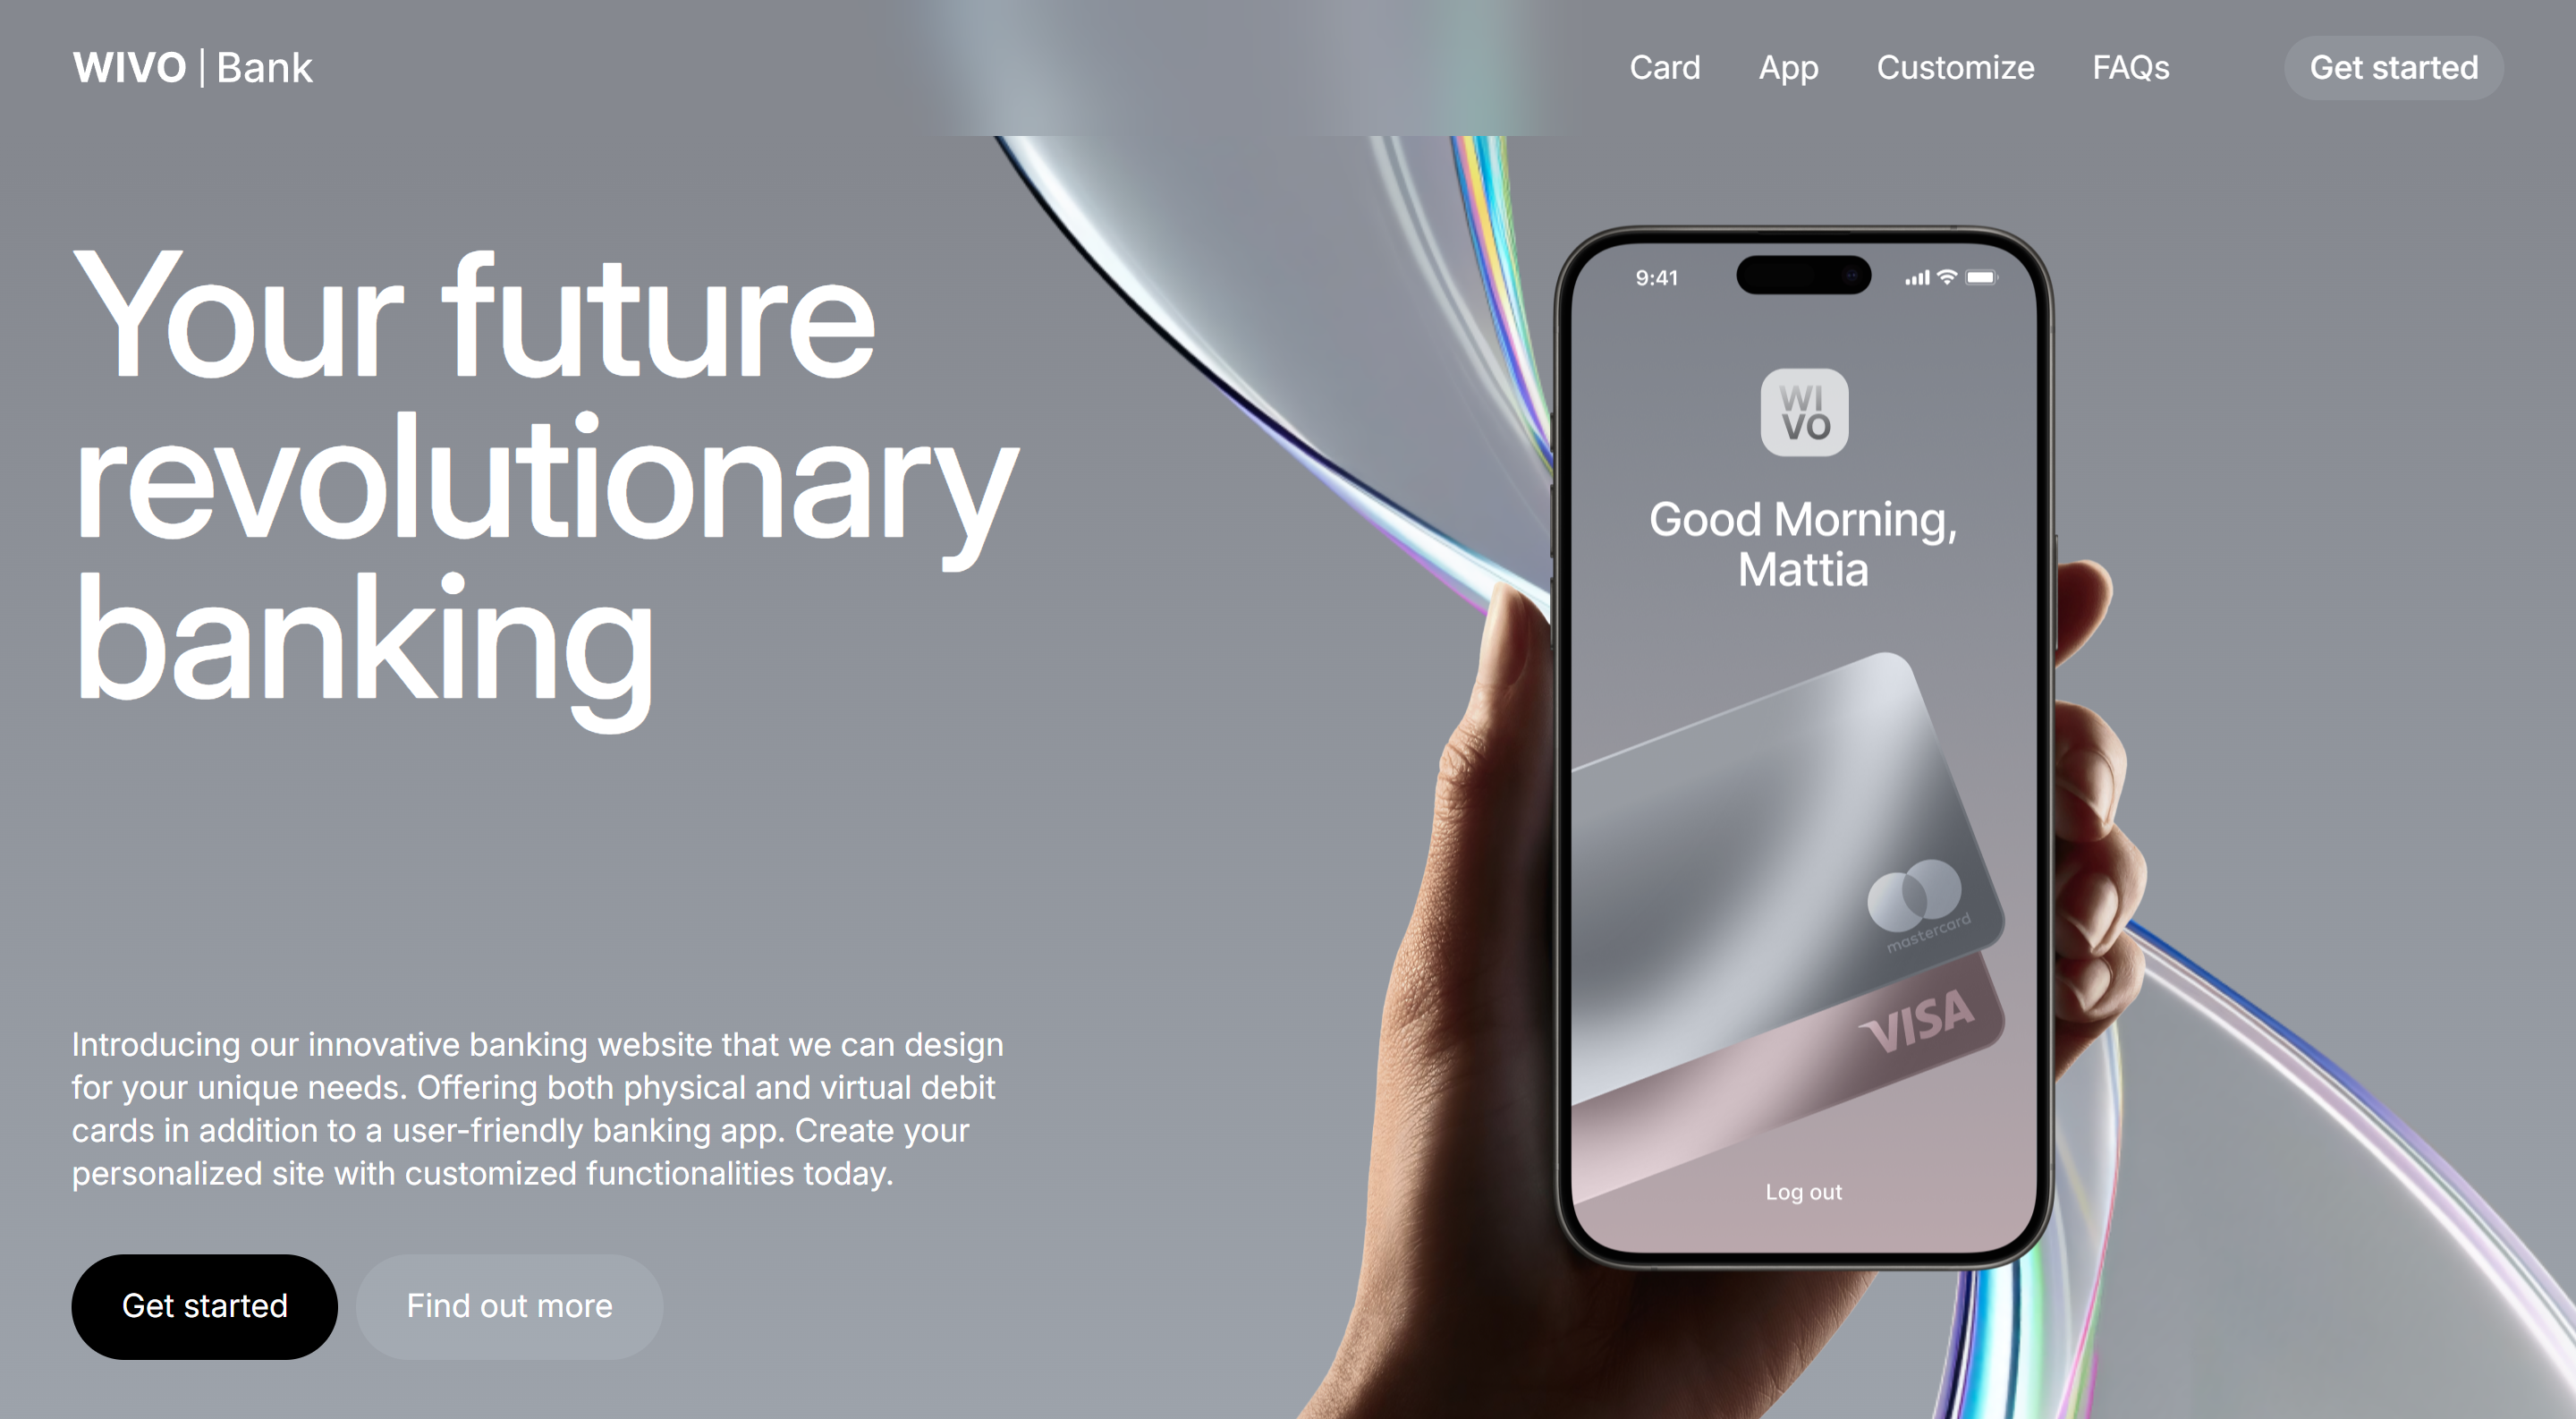 WIVO | Bank
Card
App
Customize
FAQs
Get started
Your future
revolutionary
banking
Introducing our innovative banking website that we can design
for your unique needs. Offering both physical and virtual debit
cards in addition to a user-friendly banking app. Create your
personalized site with customized functionalities today.
Get started
Find out more
9:41
WI
VO
Good Morning,
Mattia
mastercard
VISA
Log out